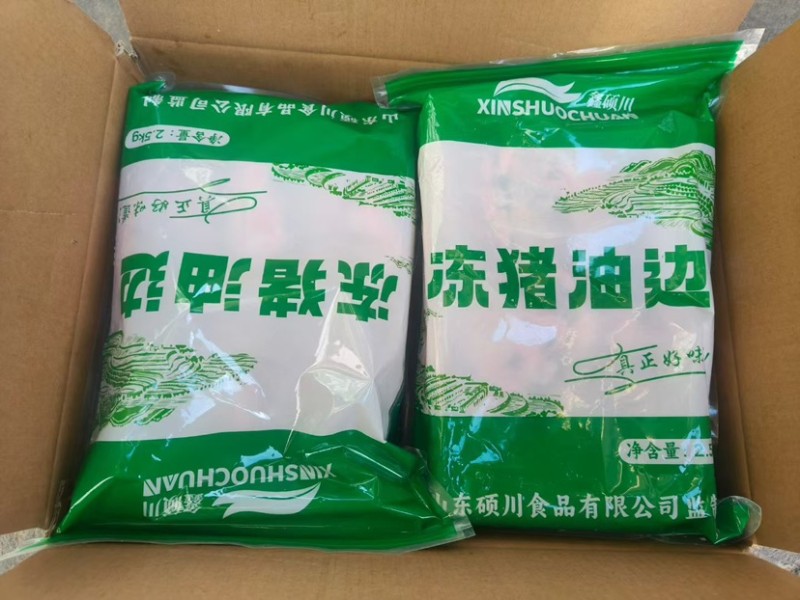 山东硕川食品有限公司监制
净含量：2.5kg
真正好味道
冻猪油边
XINSHUOCHUAN
鑫硕川
XINSHUOCHUAN
鑫硕川
冻猪油边
真正好味
净含量：2.5
山东硕川食品有限公司监制